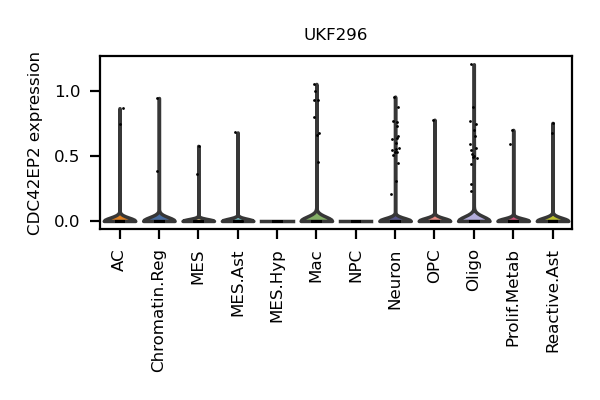 UKF296
CDC42EP2 expression
1.0
0.5
0.0
AC
Chromatin.Reg
MES
MES.Ast
MES.Hyp
Mac
NPC
Neuron
OPC
Oligo
Prolif.Metab
Reactive.Ast